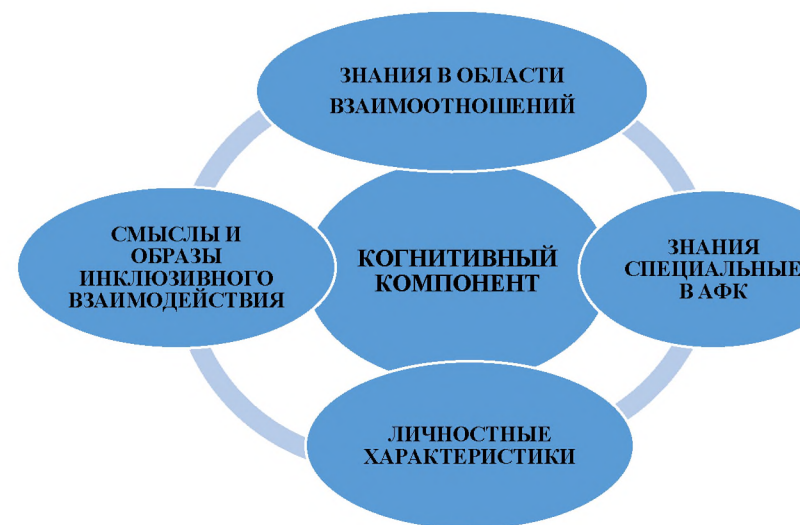 ЗНАНИЯ В ОБЛАСТИ
ВЗАИМООТНОШЕНИЙ
СМЫСЛЫ И
ОБРАЗЫ
ИНКЛЮЗИВНОГО
ВЗАИМОДЕЙСТВИЯ
КОГНИТИВНЫЙ
КОМПОНЕНТ
ЗНАНИЯ
СПЕЦИАЛЬНЫЕ
В АФК
ЛИЧНОСТНЫЕ
ХАРАКТЕРИСТИКИ